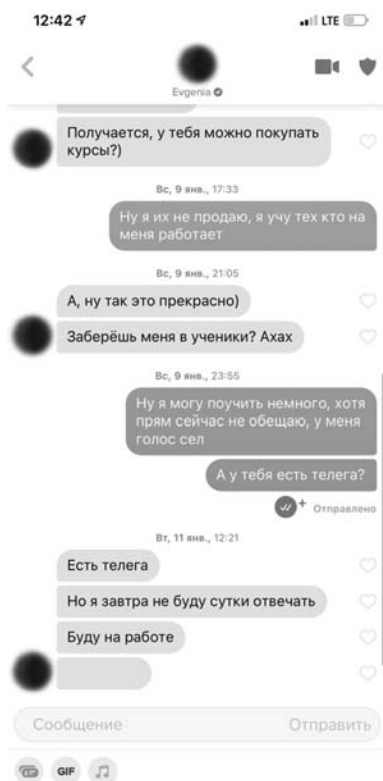 12:42
LTE
Evgenia
Получается, у тебя можно покупать
курсы?)
Вс, 9 янв., 17:33
Ну я их не продаю, я учу тех кто на
меня работает
Вс, 9 янв., 21:05
А, ну так это прекрасно)
Заберёшь меня в ученики? Ахах
Вс, 9 янв., 23:55
Ну я могу поучить немного, хотя
прям сейчас не обещаю, у меня
голос сел
А у тебя есть телега?
Отправлено
Вт, 11 янв., 12:21
Есть телега
Но я завтра не буду сутки отвечать
Буду на работе
Сообщение
Отправить
GIF